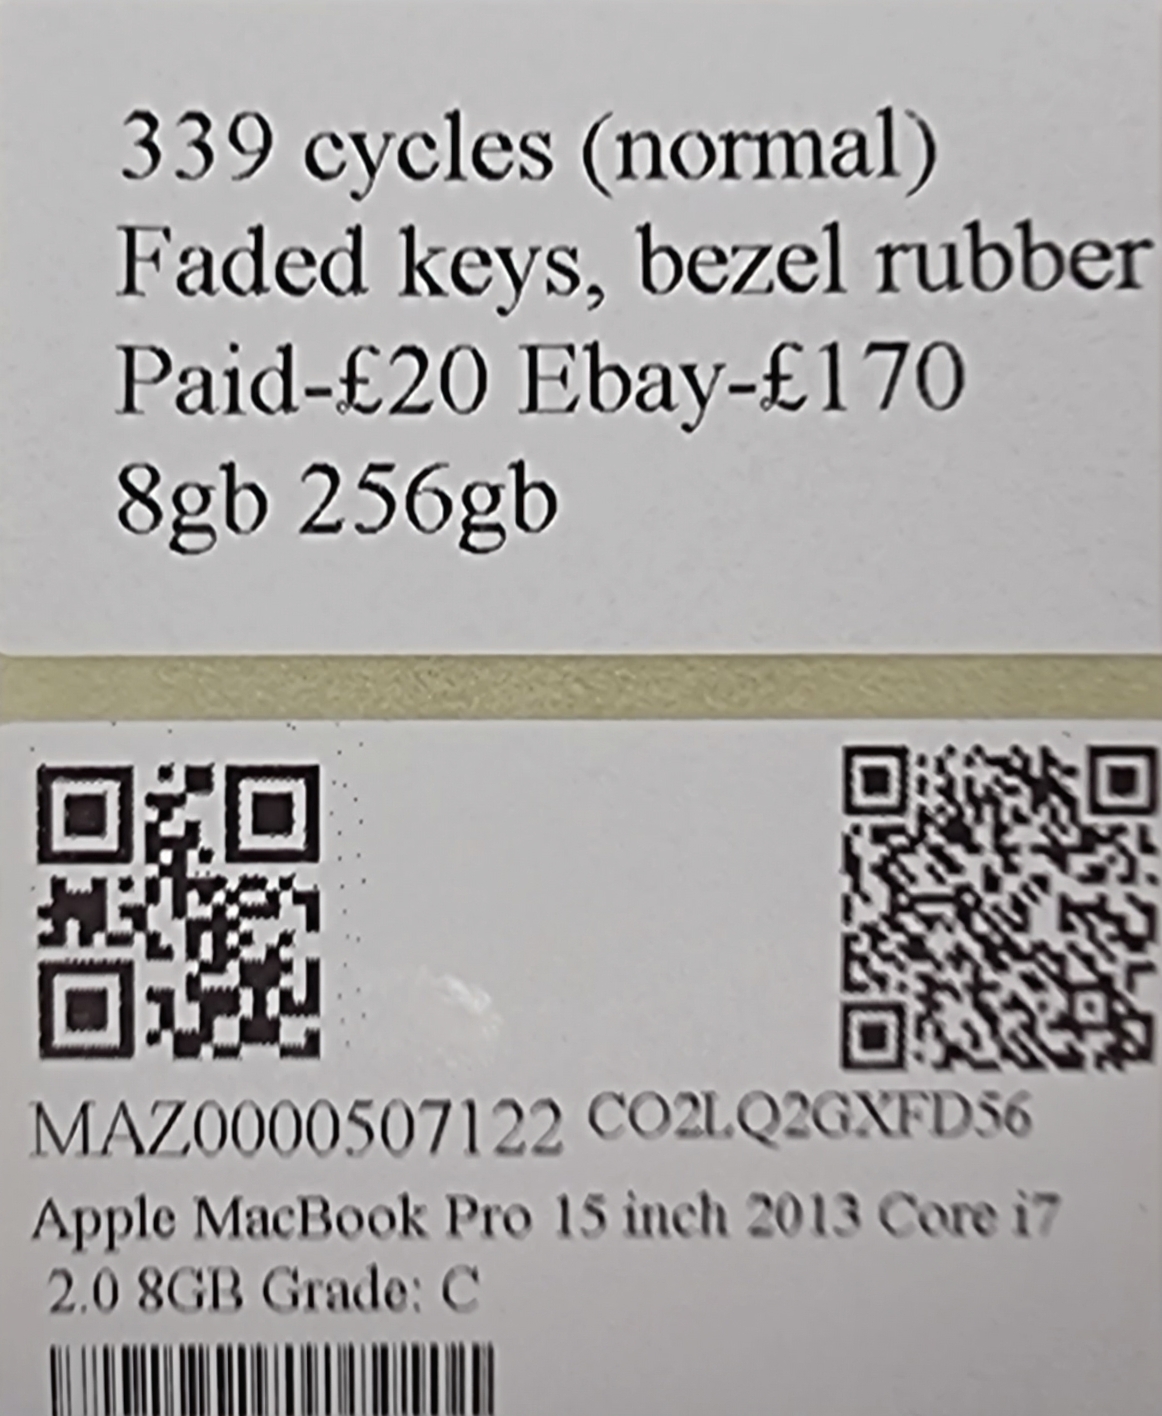 339 cycles (normal)
Faded keys, bezel rubber
Paid-£20 Ebay-£170
8gb 256gb
MAZ0000507122 CO2LQ2GXFD56
Apple MacBook Pro 15 inch 2013 Core i7
2.0 8GB Grade: C